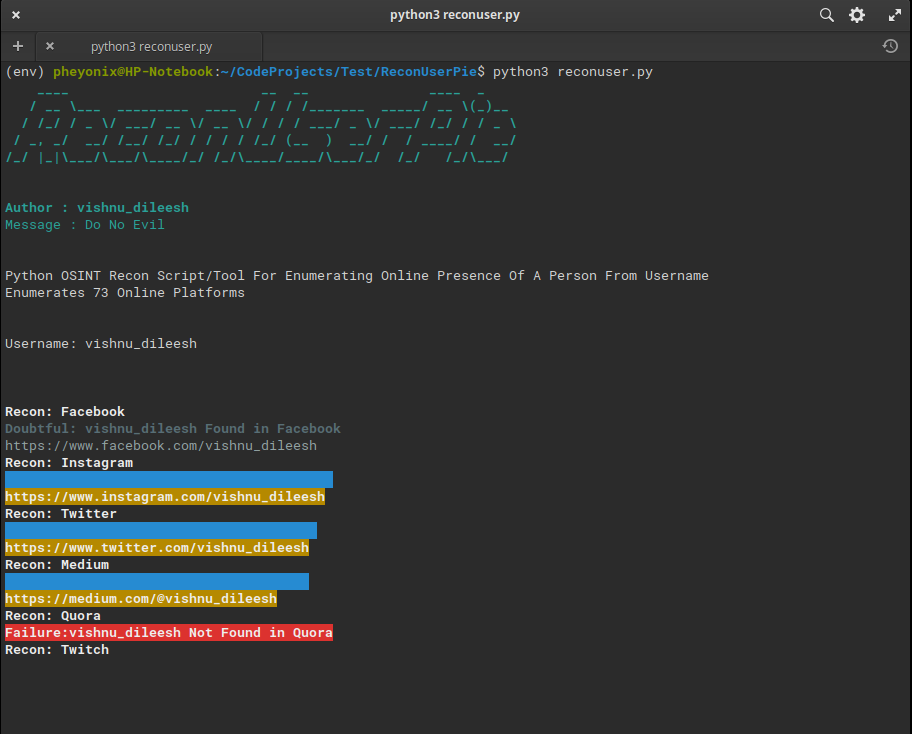 python3 reconuser.py
python3 reconuser.py
(env) pheyonix@HP-Notebook:~/CodeProjects/Test/ReconUserPie$ python3 reconuser.py
Author : vishnu_dileesh
Message : Do No Evil
Python OSINT Recon Script/Tool For Enumerating Online Presence Of A Person From Username
Enumerates 73 Online Platforms
Username: vishnu_dileesh
Recon: Facebook
Doubtful: vishnu_dileesh Found in Facebook
https://www.facebook.com/vishnu_dileesh
Recon: Instagram
https://www.instagram.com/vishnu_dileesh
Recon: Twitter
https://www.twitter.com/vishnu_dileesh
Recon: Medium
https://medium.com/@vishnu_dileesh
Recon: Quora
Failure:vishnu_dileesh Not Found in Quora
Recon: Twitch